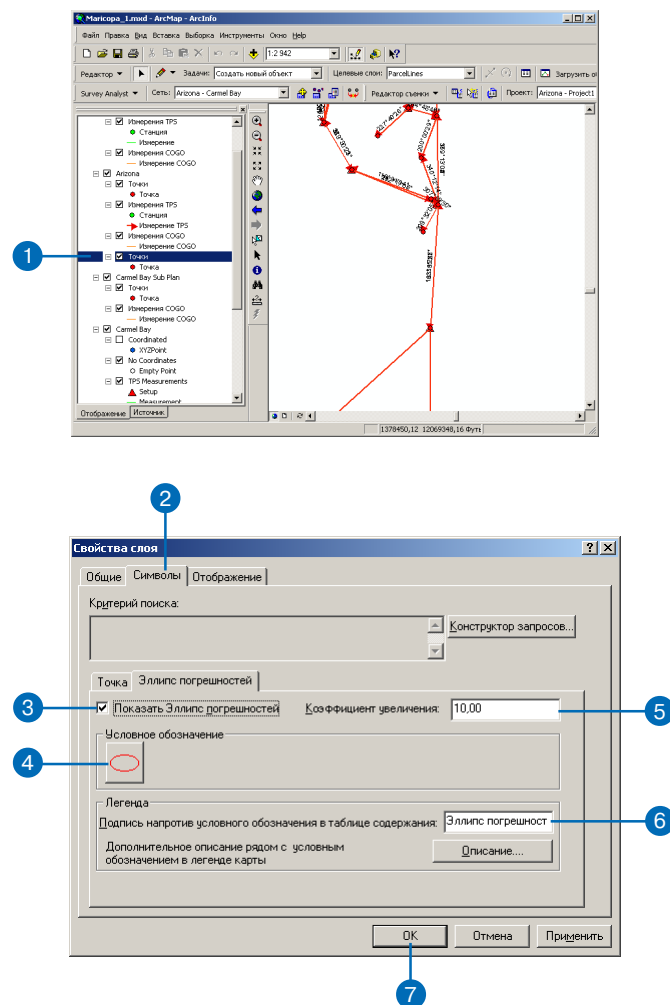 Maricopa_1.mxd - ArcMap - ArcInfo
Файл Правка Вид Вставка Выборка Инструменты Окно Help
1:2 942
Редактор Задачи: Создать новый объект Целевые слои: ParcelLines Загрузить об
Survey Analyst Сеть: Arizona - Carmel Bay Редактор съемки Проект: Arizona - Project1
Измерения TPS
Станция
Измерение
Измерения COGO
Измерение COGO
Arizona
Точки
Точка
Измерения TPS
Станция
Измерение TPS
Измерения COGO
Измерение COGO
1
Точки
Точка
Carmel Bay Sub Plan
Точки
Точка
Измерения COGO
Измерение COGO
Carmel Bay
Coordinated
XYZPoint
No Coordinates
Empty Point
TPS Measurements
Setup
Measurement
Отображение Источник
1378450,12 12069348,16 Футы
2
Свойства слоя
Общие Символы Отображение
Критерий поиска:
Конструктор запросов...
Точка Эллипс погрешностей
3 Показать Эллипс погрешностей Коэффициент увеличения: 10,00 5
Условное обозначение
4
Легенда
Подпись напротив условного обозначения в таблице содержания: Эллипс погрешност 6
Дополнительное описание рядом с условным
обозначением в легенде карты
Описание....
OK Отмена Применить
7